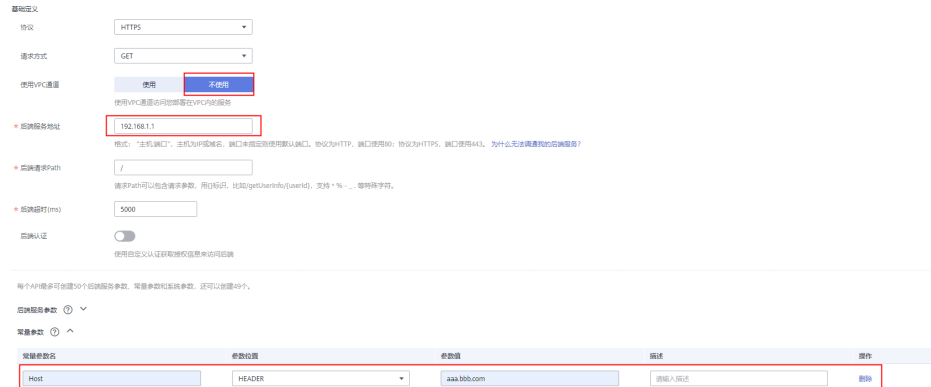 基础定义
协议 HTTPS
请求方式 GET
使用VPC通道 使用 不使用
使用VPC通道访问您部署在VPC内的服务
* 后端服务地址 192.168.1.1
格式："主机:端口"，主机为IP或域名，端口未指定则使用默认端口。协议为HTTP，端口使用80；协议为HTTPS，端口使用443。 为什么无法调通我的后端服务?
* 后端请求Path /
请求Path可以包含请求参数，用{}标识，比如/getUserInfo/{userId}，支持 * % - _ . 等特殊字符。
* 后端超时(ms) 5000
后端认证
使用自定义认证获取授权信息来访问后端
每个API最多可创建50个后端服务参数、常量参数和系统参数，还可以创建49个。
后端服务参数 ?
常量参数 ?
常量参数名 参数位置 参数值 描述 操作
Host HEADER aaa.bbb.com 请输入描述 删除